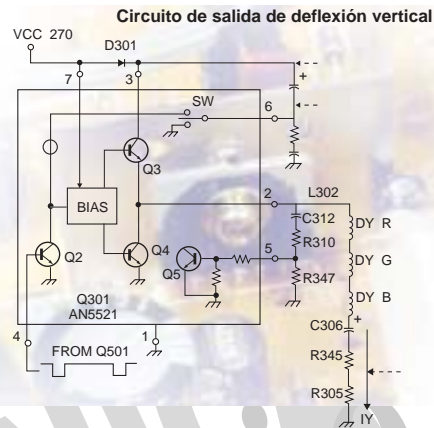 Circuito de salida de deflexión vertical
VCC 270
D301
7
3
SW
6
Q3
BIAS
2
L302
C312
DY R
R310
Q2
Q4
5
Q5
DY G
R347
Q301
AN5521
DY B
C306
+
+
4
1
FROM Q501
R345
R305
IY